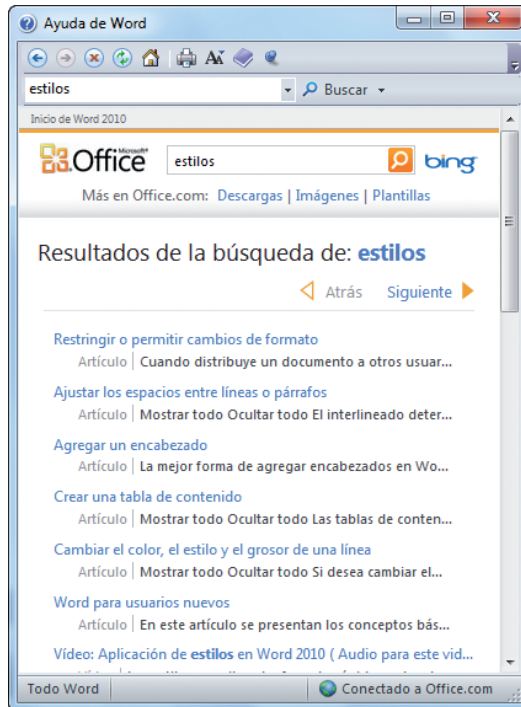 Ayuda de Word
estilos Buscar
Inicio de Word 2010
Microsoft® Office estilos bing
Más en Office.com: Descargas | Imágenes | Plantillas
Resultados de la búsqueda de: estilos
Atrás Siguiente
Restringir o permitir cambios de formato
Artículo | Cuando distribuye un documento a otros usuar...
Ajustar los espacios entre líneas o párrafos
Artículo | Mostrar todo Ocultar todo El interlineado deter...
Agregar un encabezado
Artículo | La mejor forma de agregar encabezados en Wo...
Crear una tabla de contenido
Artículo | Mostrar todo Ocultar todo Las tablas de conten...
Cambiar el color, el estilo y el grosor de una línea
Artículo | Mostrar todo Ocultar todo Si desea cambiar el...
Word para usuarios nuevos
Artículo | En este artículo se presentan los conceptos bás...
Vídeo: Aplicación de estilos en Word 2010 ( Audio para este vid...
Todo Word Conectado a Office.com